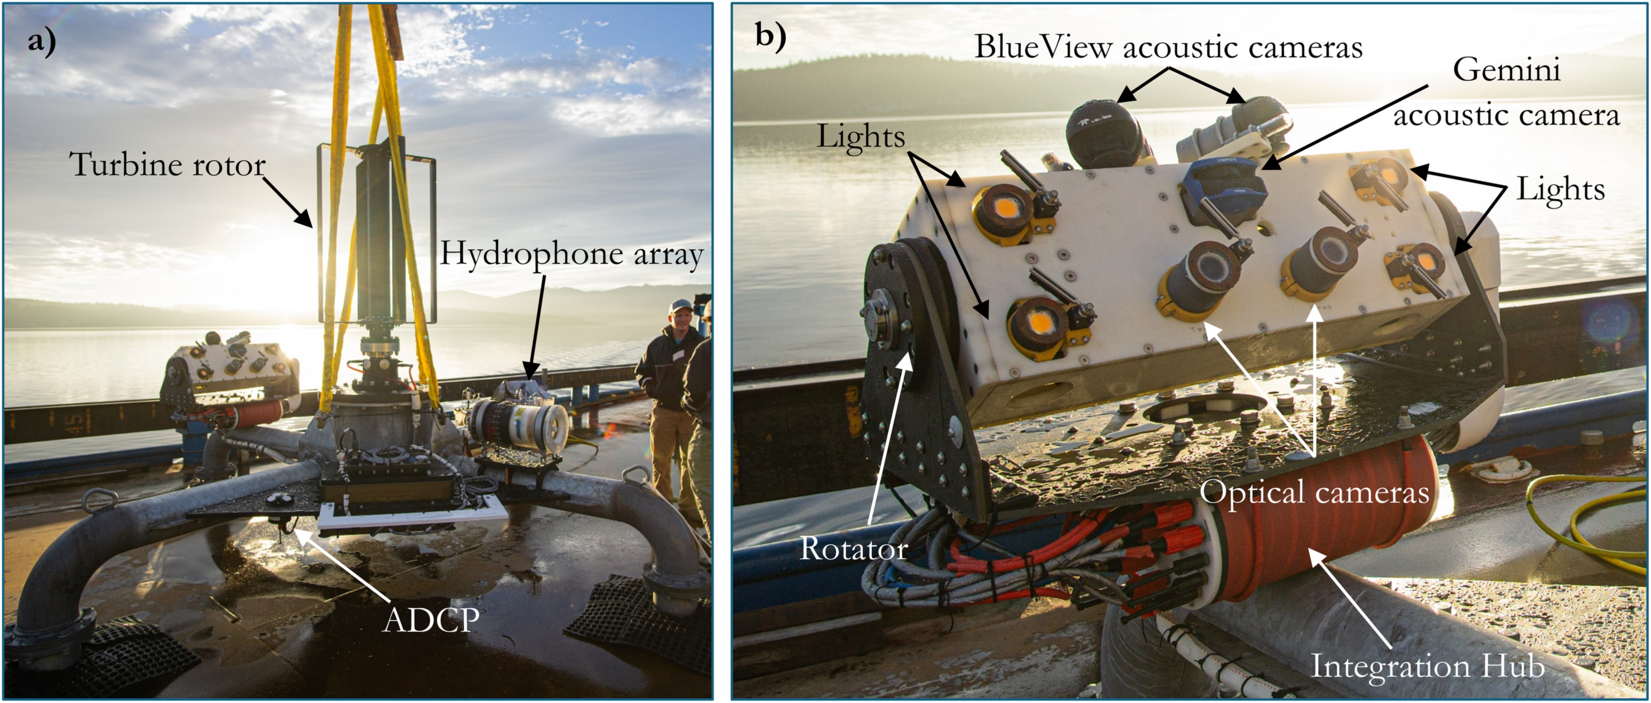 a)
Turbine rotor
Hydrophone array
ADCP
b)
BlueView acoustic cameras
Gemini
acoustic camera
Lights
Lights
Optical cameras
Rotator
Integration Hub